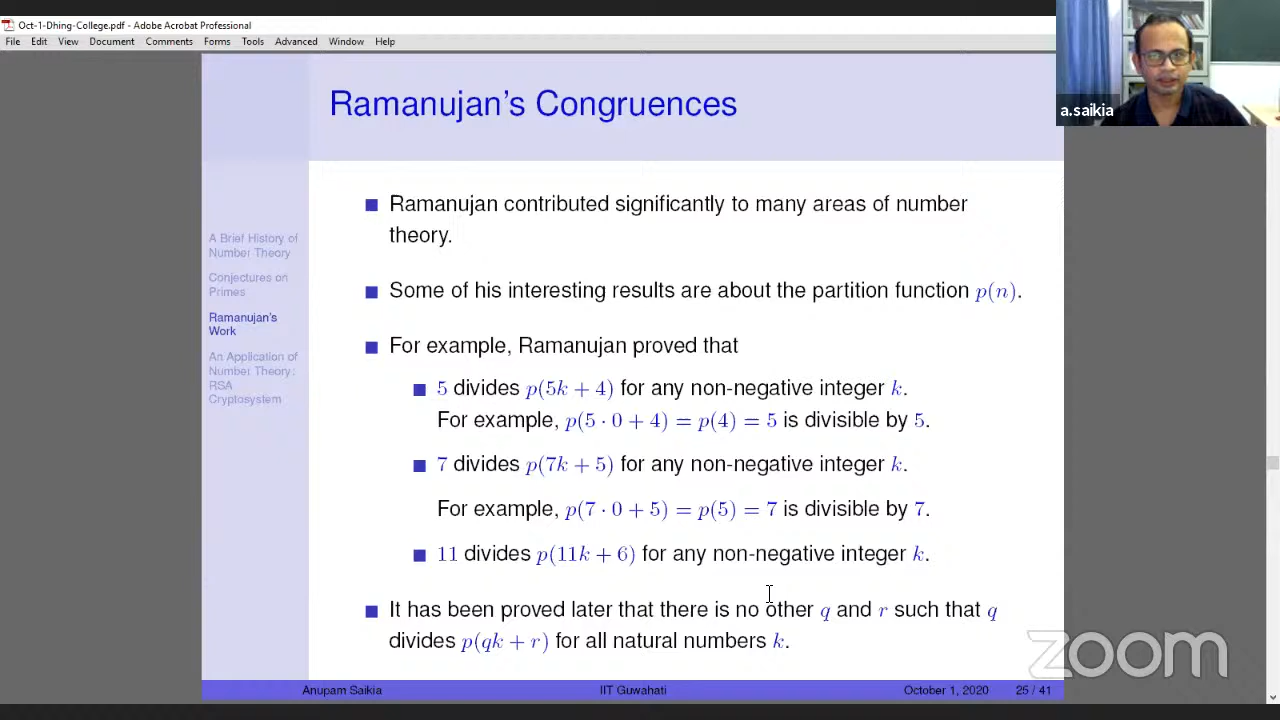 Oct-1-Dhing-College.pdf - Adobe Acrobat Professional
File Edit View Document Comments Forms Tools Advanced Window Help
a.saikia
Ramanujan's Congruences
A Brief History of
Number Theory
Conjectures on
Primes
Ramanujan's
Work
An Application of
Number Theory:
RSA
Cryptosystem
Ramanujan contributed significantly to many areas of number
theory.
Some of his interesting results are about the partition function p(n).
For example, Ramanujan proved that
5 divides p(5k + 4) for any non-negative integer k.
For example, p(5 · 0 + 4) = p(4) = 5 is divisible by 5.
7 divides p(7k + 5) for any non-negative integer k.
For example, p(7 · 0 + 5) = p(5) = 7 is divisible by 7.
11 divides p(11k + 6) for any non-negative integer k.
It has been proved later that there is no other q and r such that q
divides p(qk + r) for all natural numbers k.
zoom
Anupam Saikia IIT Guwahati October 1, 2020 25 / 41